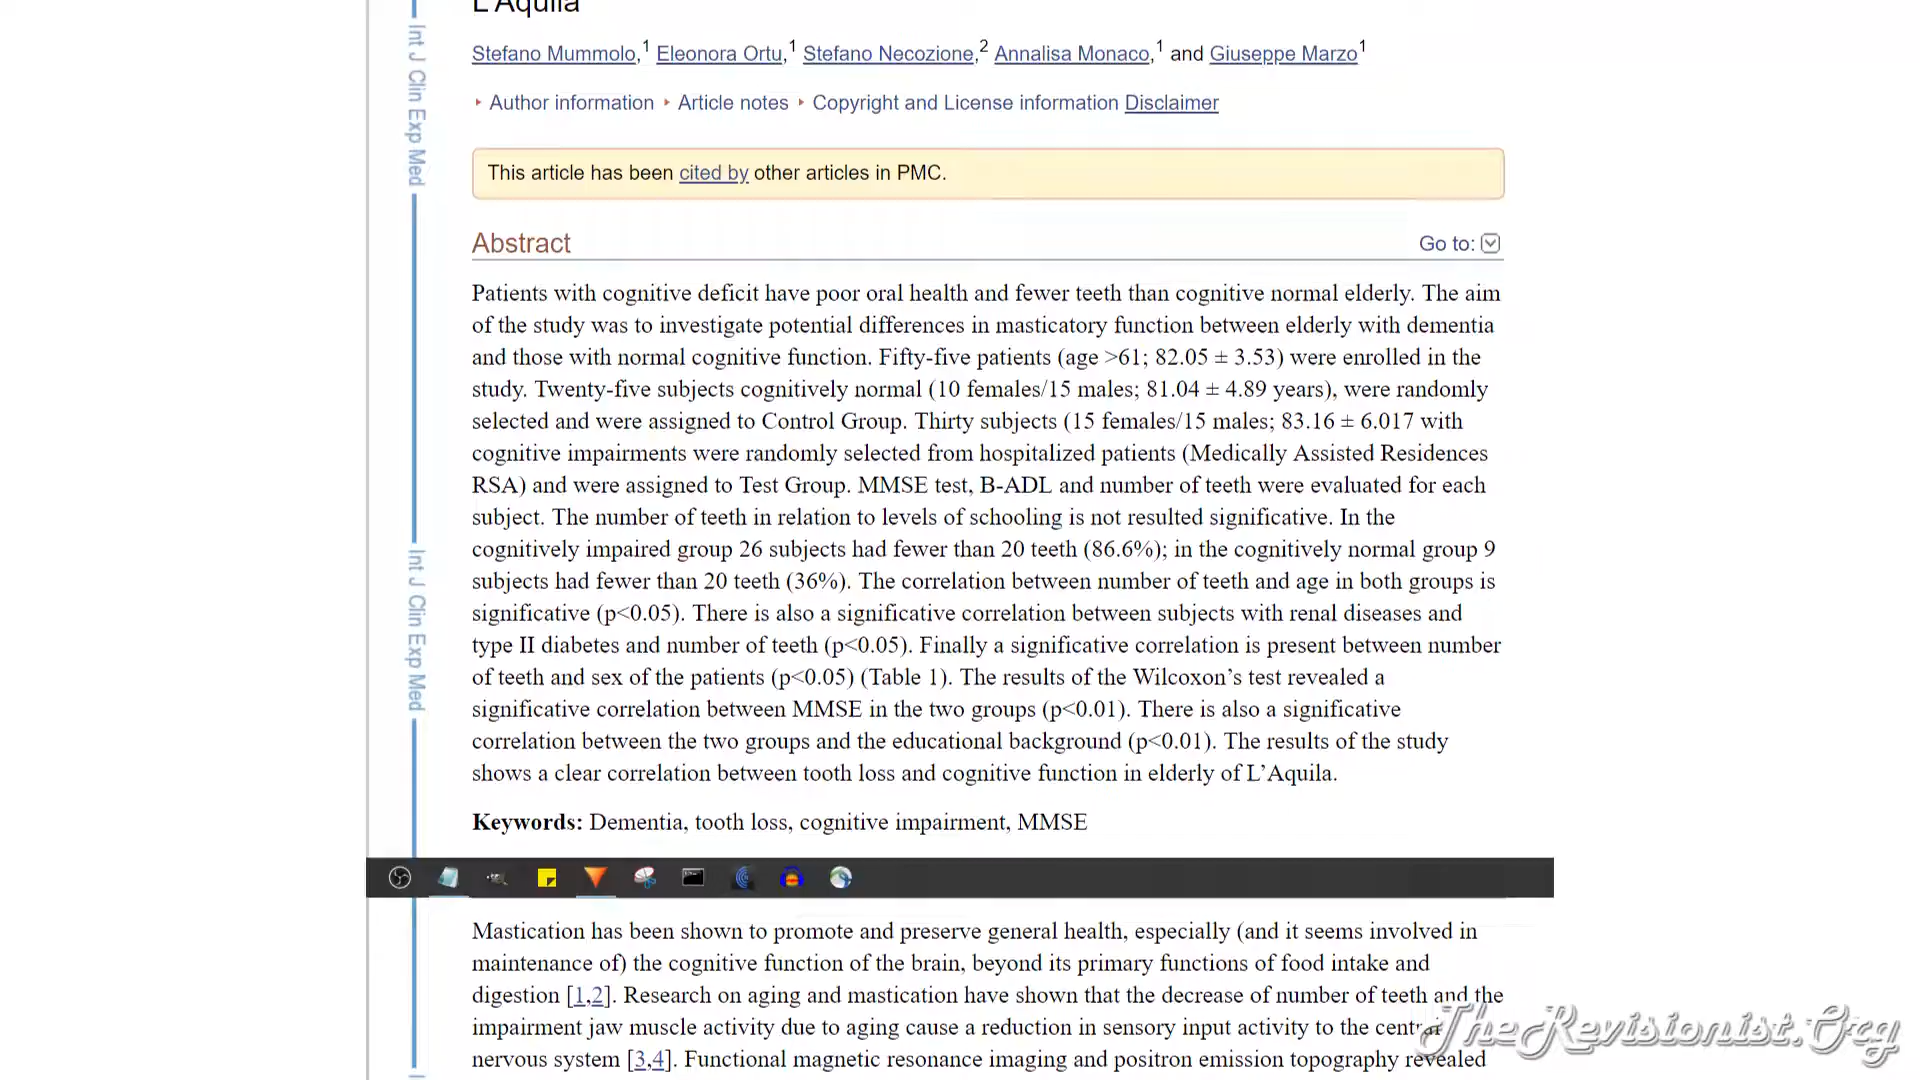 L'Aquila
Stefano Mummolo,1 Eleonora Ortu,1 Stefano Necozione,2 Annalisa Monaco,1 and Giuseppe Marzo1
Author information Article notes Copyright and License information Disclaimer
This article has been cited by other articles in PMC.
Abstract
Go to:
Patients with cognitive deficit have poor oral health and fewer teeth than cognitive normal elderly. The aim
of the study was to investigate potential differences in masticatory function between elderly with dementia
and those with normal cognitive function. Fifty-five patients (age >61; 82.05 ± 3.53) were enrolled in the
study. Twenty-five subjects cognitively normal (10 females/15 males; 81.04 ± 4.89 years), were randomly
selected and were assigned to Control Group. Thirty subjects (15 females/15 males; 83.16 ± 6.017 with
cognitive impairments were randomly selected from hospitalized patients (Medically Assisted Residences
RSA) and were assigned to Test Group. MMSE test, B-ADL and number of teeth were evaluated for each
subject. The number of teeth in relation to levels of schooling is not resulted significative. In the
cognitively impaired group 26 subjects had fewer than 20 teeth (86.6%); in the cognitively normal group 9
subjects had fewer than 20 teeth (36%). The correlation between number of teeth and age in both groups is
significative (p<0.05). There is also a significative correlation between subjects with renal diseases and
type II diabetes and number of teeth (p<0.05). Finally a significative correlation is present between number
of teeth and sex of the patients (p<0.05) (Table 1). The results of the Wilcoxon's test revealed a
significative correlation between MMSE in the two groups (p<0.01). There is also a significative
correlation between the two groups and the educational background (p<0.01). The results of the study
shows a clear correlation between tooth loss and cognitive function in elderly of L'Aquila.
Keywords: Dementia, tooth loss, cognitive impairment, MMSE
Mastication has been shown to promote and preserve general health, especially (and it seems involved in
maintenance of) the cognitive function of the brain, beyond its primary functions of food intake and
digestion [1,2]. Research on aging and mastication have shown that the decrease of number of teeth and the
impairment jaw muscle activity due to aging cause a reduction in sensory input activity to the central
nervous system [3,4]. Functional magnetic resonance imaging and positron emission topography revealed
Int J Clin Exp Med
Int J Clin Exp Med
TheRevisionist.Org